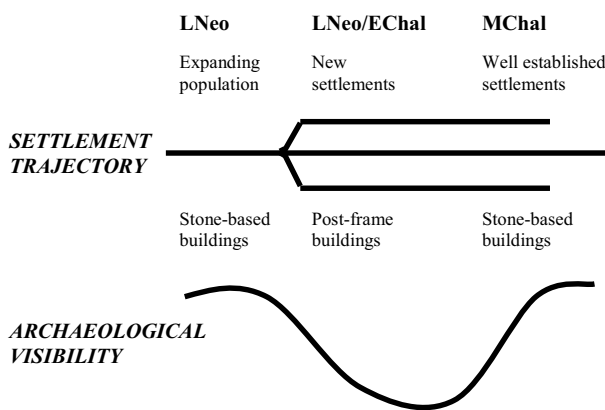 LNeo LNeo/EChal MChal
Expanding New Well established
population settlements settlements
SETTLEMENT
TRAJECTORY
Stone-based Post-frame Stone-based
buildings buildings buildings
ARCHAEOLOGICAL
VISIBILITY